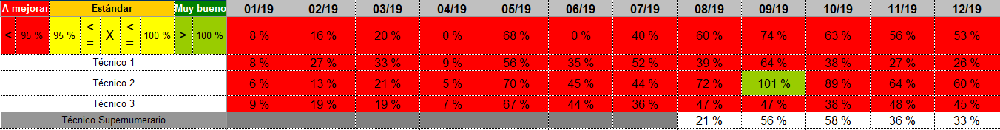 A mejorar Estándar Muy bueno 01/19 02/19 03/19 04/19 05/19 06/19 07/19 08/19 09/19 10/19 11/19 12/19
< 95 % 95 % <= X <= 100 % > 100 % 8 % 16 % 20 % 0 % 68 % 0 % 40 % 60 % 74 % 63 % 56 % 53 %
Técnico 1 8 % 27 % 33 % 9 % 56 % 35 % 52 % 39 % 64 % 38 % 27 % 26 %
Técnico 2 6 % 13 % 21 % 5 % 70 % 45 % 44 % 72 % 101 % 89 % 64 % 60 %
Técnico 3 9 % 19 % 19 % 7 % 67 % 44 % 36 % 47 % 47 % 38 % 48 % 45 %
Técnico Supernumerario 21 % 56 % 58 % 36 % 33 %